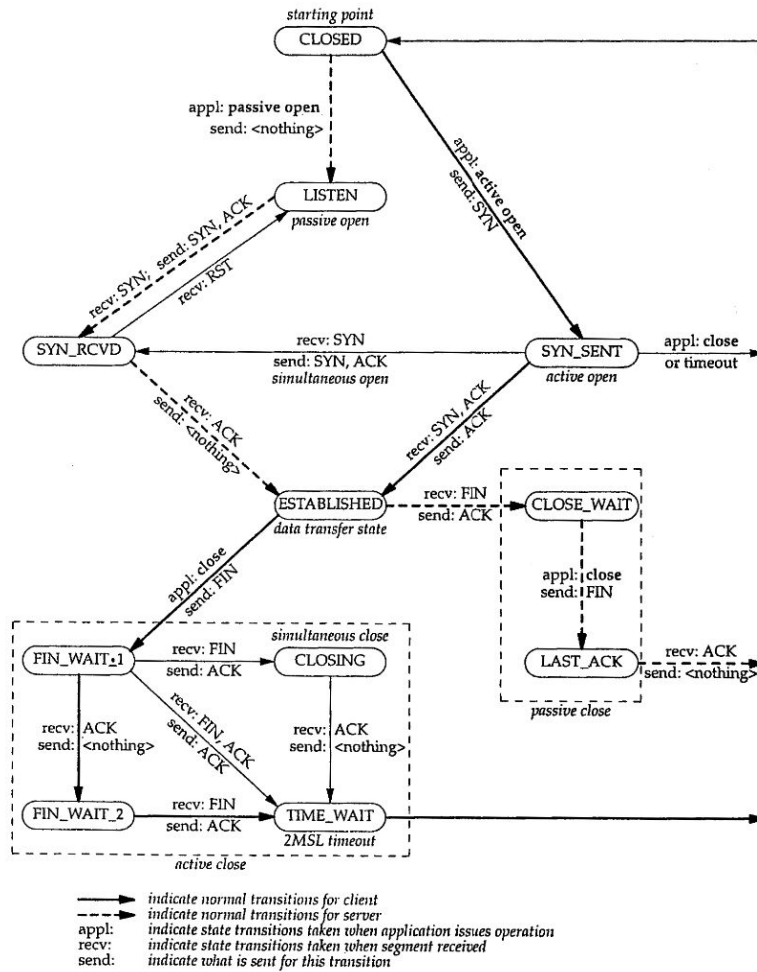 starting point
CLOSED
appl: passive open
send: <nothing>
appl: active open
send: SYN
LISTEN
passive open
recv: SYN; send: SYN, ACK
recv: RST
SYN_RCVD
recv: SYN
send: SYN, ACK
simultaneous open
SYN_SENT
active open
appl: close
or timeout
recv: ACK
send: <nothing>
recv: SYN, ACK
send: ACK
ESTABLISHED
data transfer state
recv: FIN
send: ACK
CLOSE_WAIT
appl: close
send: FIN
LAST_ACK
passive close
recv: ACK
send: <nothing>
appl: close
send: FIN
simultaneous close
FIN_WAIT_1
recv: FIN
send: ACK
CLOSING
recv: ACK
send: <nothing>
recv: FIN, ACK
send: ACK
recv: ACK
send: <nothing>
FIN_WAIT_2
recv: FIN
send: ACK
TIME_WAIT
2MSL timeout
active close
indicate normal transitions for client
indicate normal transitions for server
appl: indicate state transitions taken when application issues operation
recv: indicate state transitions taken when segment received
send: indicate what is sent for this transition